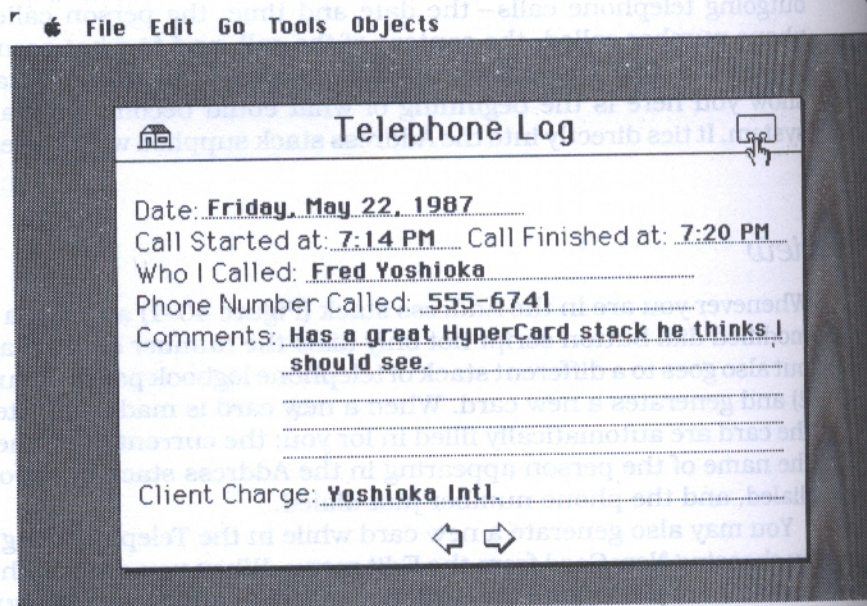 File Edit Go Tools Objects
Telephone Log
Date: Friday, May 22, 1987
Call Started at: 7:14 PM Call Finished at: 7:20 PM
Who I Called: Fred Yoshioka
Phone Number Called: 555-6741
Comments: Has a great HyperCard stack he thinks I
should see.
Client Charge: Yoshioka Intl.